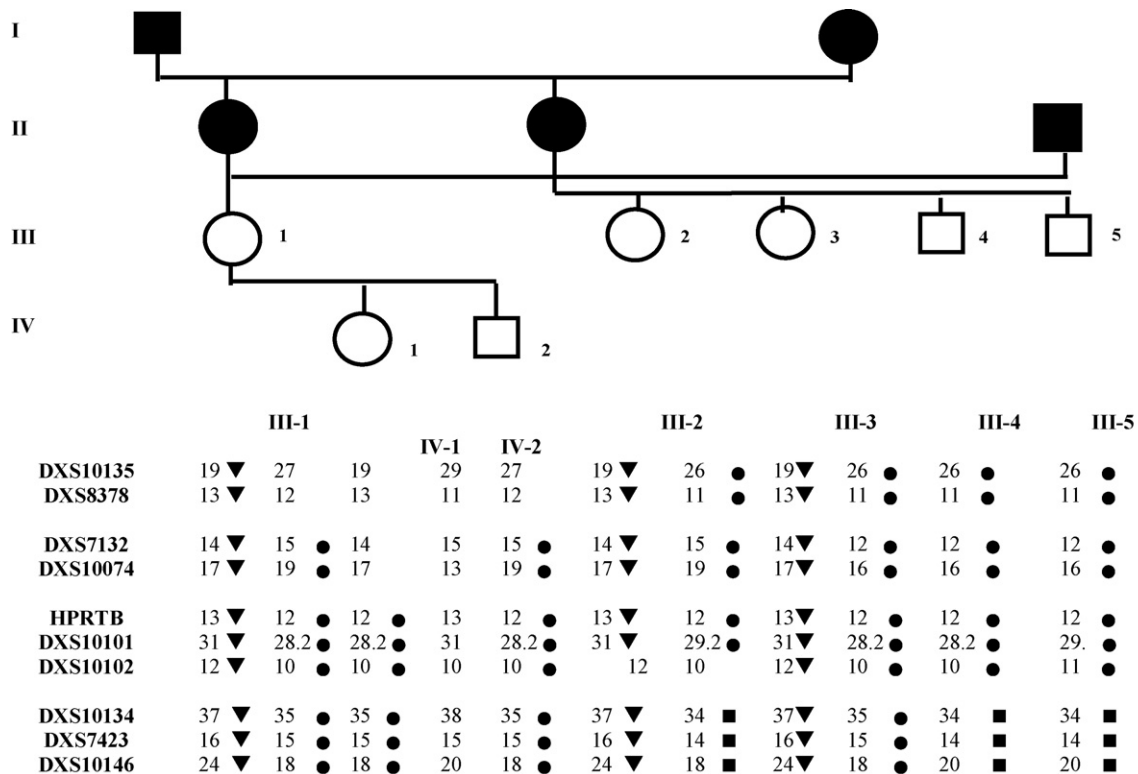 I
II
III 1 2 3 4 5
IV 1 2
III-1 III-2 III-3 III-4 III-5
IV-1 IV-2
DXS10135 19 27 19 29 27 19 26 19 26 26 26
DXS8378 13 12 13 11 12 13 11 13 11 11 11
DXS7132 14 15 14 15 15 14 15 14 12 12 12
DXS10074 17 19 17 13 19 17 19 17 16 16 16
HPRTB 13 12 12 13 12 13 12 13 12 12 12
DXS10101 31 28.2 28.2 31 28.2 31 29.2 31 28.2 28.2 29.
DXS10102 12 10 10 10 10 12 10 12 10 10 11
DXS10134 37 35 35 38 35 37 34 37 35 34 34
DXS7423 16 15 15 15 15 16 14 16 15 14 14
DXS10146 24 18 18 20 18 24 18 24 18 20 20